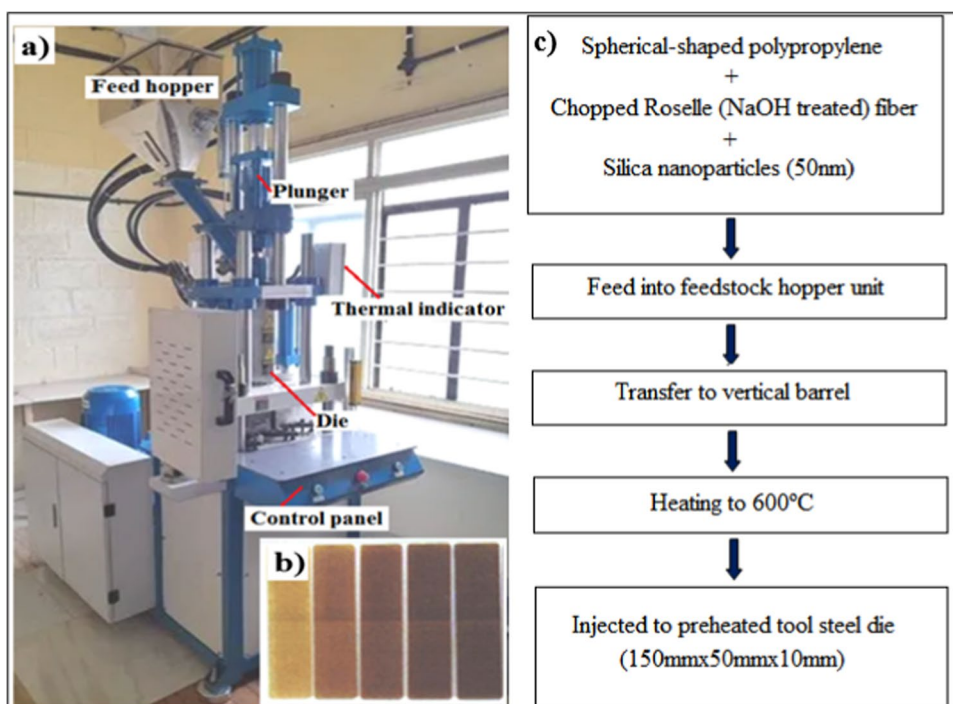 a)
Feed hopper
Plunger
Thermal indicator
Die
Control panel
b)
c)
Spherical-shaped polypropylene
+
Chopped Roselle (NaOH treated) fiber
+
Silica nanoparticles (50nm)
Feed into feedstock hopper unit
Transfer to vertical barrel
Heating to 600°C
Injected to preheated tool steel die
(150mmx50mmx10mm)